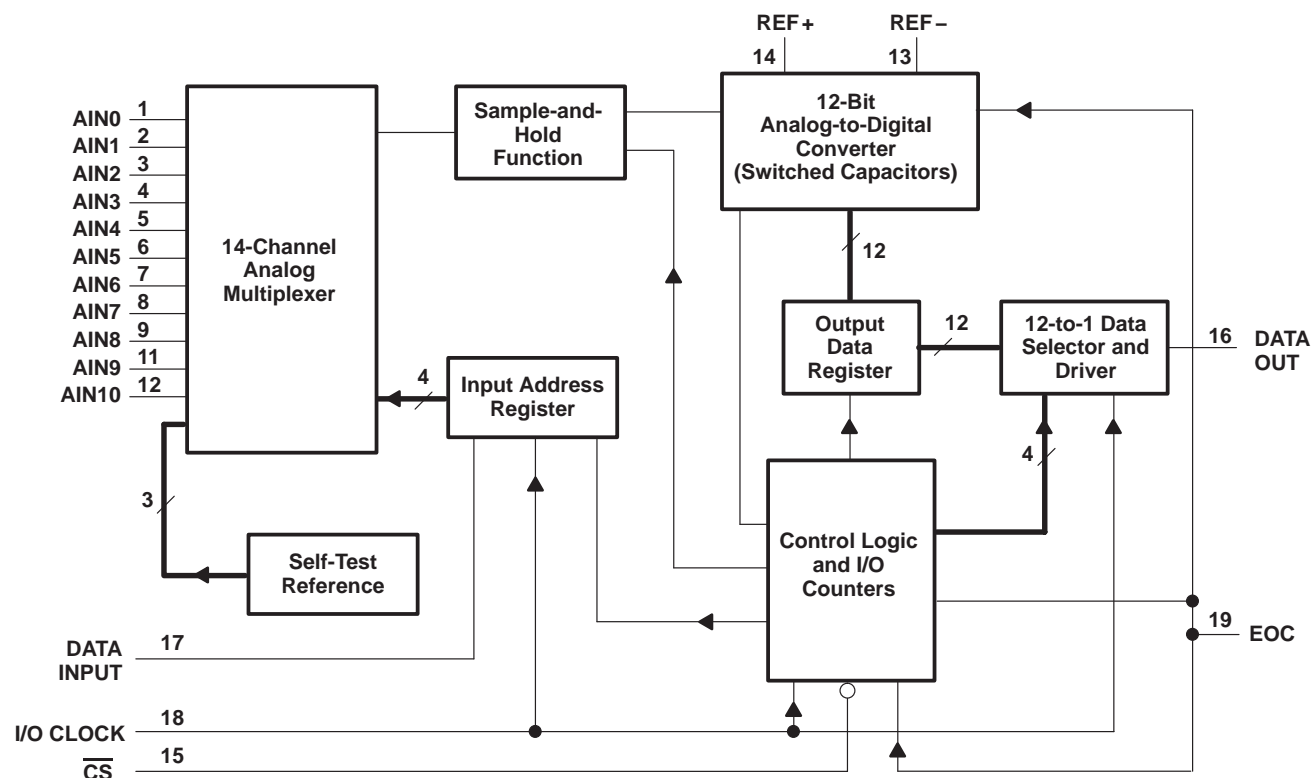 REF+
REF–
14
13
12-Bit
Analog-to-Digital
Converter
(Switched Capacitors)
Sample-and-
Hold
Function
14-Channel
Analog
Multiplexer
AIN0
1
AIN1
2
AIN2
3
AIN3
4
AIN4
5
AIN5
6
AIN6
7
AIN7
8
AIN8
9
AIN9
11
AIN10
12
12
Output
Data
Register
12
12-to-1 Data
Selector and
Driver
16
DATA
OUT
4
Input Address
Register
4
3
Self-Test
Reference
Control Logic
and I/O
Counters
19
EOC
DATA
INPUT
17
I/O CLOCK
18
C̅S̅
15